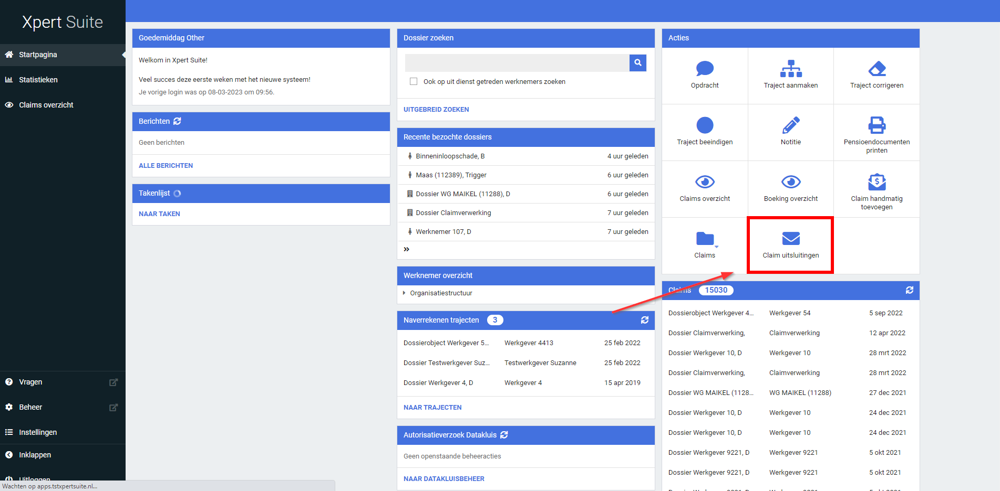 Xpert Suite
Startpagina
Statistieken
Claims overzicht
Vragen
Beheer
Instellingen
Inklappen
Uitloggen
Wachten op apps.tstxpertsuite.nl...
Goedemiddag Other
Welkom in Xpert Suite!
Veel succes deze eerste weken met het nieuwe systeem!
Je vorige login was op 08-03-2023 om 09:56.
Berichten
Geen berichten
ALLE BERICHTEN
Takenlijst
NAAR TAKEN
Dossier zoeken
Ook op uit dienst getreden werknemers zoeken
UITGEBREID ZOEKEN
Recente bezochte dossiers
Binneninloopschade, B 4 uur geleden
Maas (112389), Trigger 6 uur geleden
Dossier WG MAIKEL (11288), D 6 uur geleden
Dossier Claimverwerking 7 uur geleden
Werknemer 107, D 7 uur geleden
Werknemer overzicht
Organisatiestructuur
Naverrekenen trajecten 3
Dossierobject Werkgever 5... Werkgever 4413 25 feb 2022
Dossier Testwerkgever Suz... Testwerkgever Suzanne 25 feb 2022
Dossier Werkgever 4, D Werkgever 4 15 apr 2019
NAAR TRAJECTEN
Autorisatieverzoek Datakluis
Geen openstaande beheeracties
NAAR DATAKLUISBEHEER
Acties
Opdracht
Traject aanmaken
Traject corrigeren
Traject beeindigen
Notitie
Pensioendocumenten
printen
Claims overzicht
Boeking overzicht
Claim handmatig
toevoegen
Claims
Claim uitsluitingen
Claims 15030
Dossierobject Werkgever 4... Werkgever 54 5 sep 2022
Dossier Claimverwerking, Claimverwerking 12 apr 2022
Dossier Werkgever 10, D Werkgever 10 28 mrt 2022
Dossier Claimverwerking, Claimverwerking 28 mrt 2022
Dossier WG MAIKEL (1128... WG MAIKEL (11288) 27 dec 2021
Dossier Werkgever 10, D Werkgever 10 24 dec 2021
Dossier Werkgever 10, D Werkgever 10 24 dec 2021
Dossier Werkgever 9221, D Werkgever 9221 5 okt 2021
Dossier Werkgever 9221, D Werkgever 9221 5 okt 2021